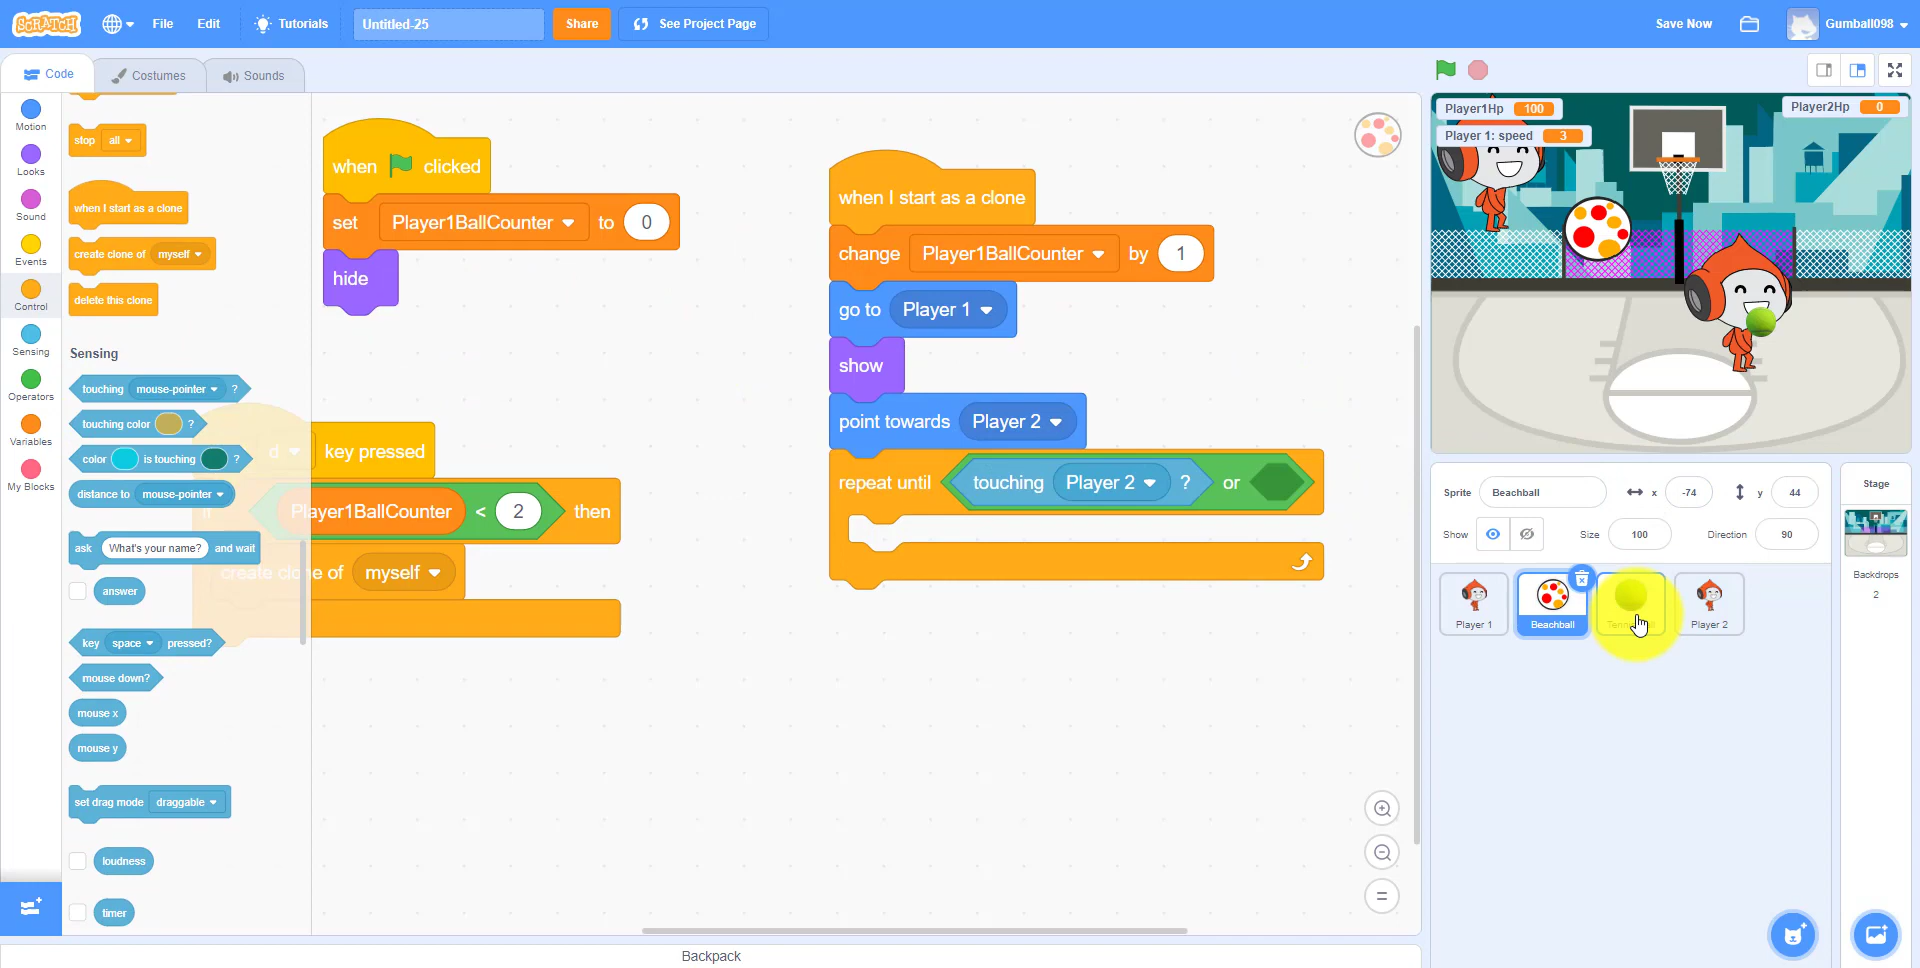 SCRATCH File Edit Tutorials Untitled-25 Share See Project Page Save Now Gumball098
Code Costumes Sounds
Motion
Looks
Sound
Events
Control
Sensing
Operators
Variables
My Blocks
stop all
when I start as a clone
create clone of myself
delete this clone
Sensing
touching mouse-pointer ?
touching color ?
color is touching ?
distance to mouse-pointer
ask What's your name? and wait
answer
key space pressed?
mouse down?
mouse x
mouse y
set drag mode draggable
loudness
timer
when clicked
set Player1BallCounter to 0
hide
d key pressed
if Player1BallCounter < 2 then
create clone of myself
when I start as a clone
change Player1BallCounter by 1
go to Player 1
show
point towards Player 2
repeat until touching Player 2 ? or
Backpack
Player1Hp 100
Player2Hp 0
Player 1: speed 3
Sprite Beachball x -74 y 44
Show Size 100 Direction 90
Player 1 Beachball Player 2
Stage
Backdrops
2